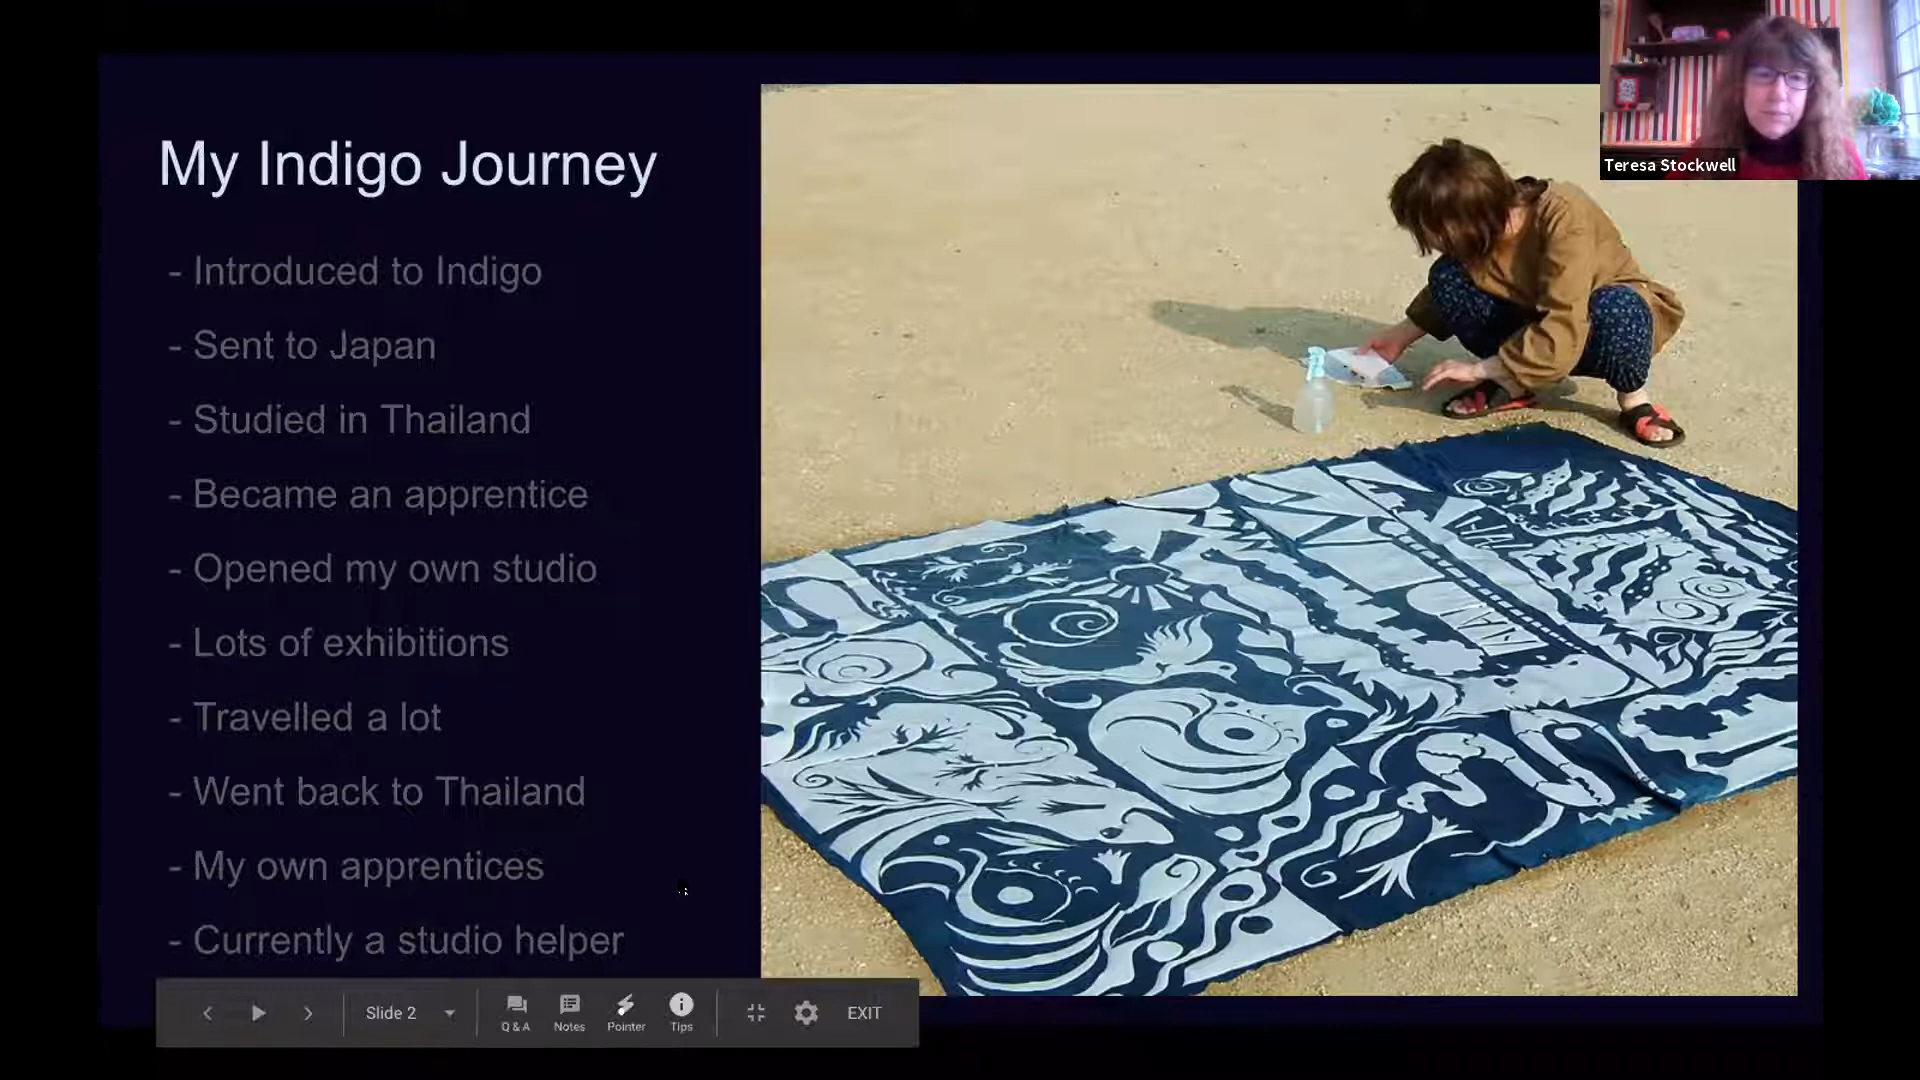 Teresa Stockwell
My Indigo Journey
- Introduced to Indigo
- Sent to Japan
- Studied in Thailand
- Became an apprentice
- Opened my own studio
- Lots of exhibitions
- Travelled a lot
- Went back to Thailand
- My own apprentices
- Currently a studio helper
Slide 2
Q & A
Notes
Pointer
Tips
EXIT